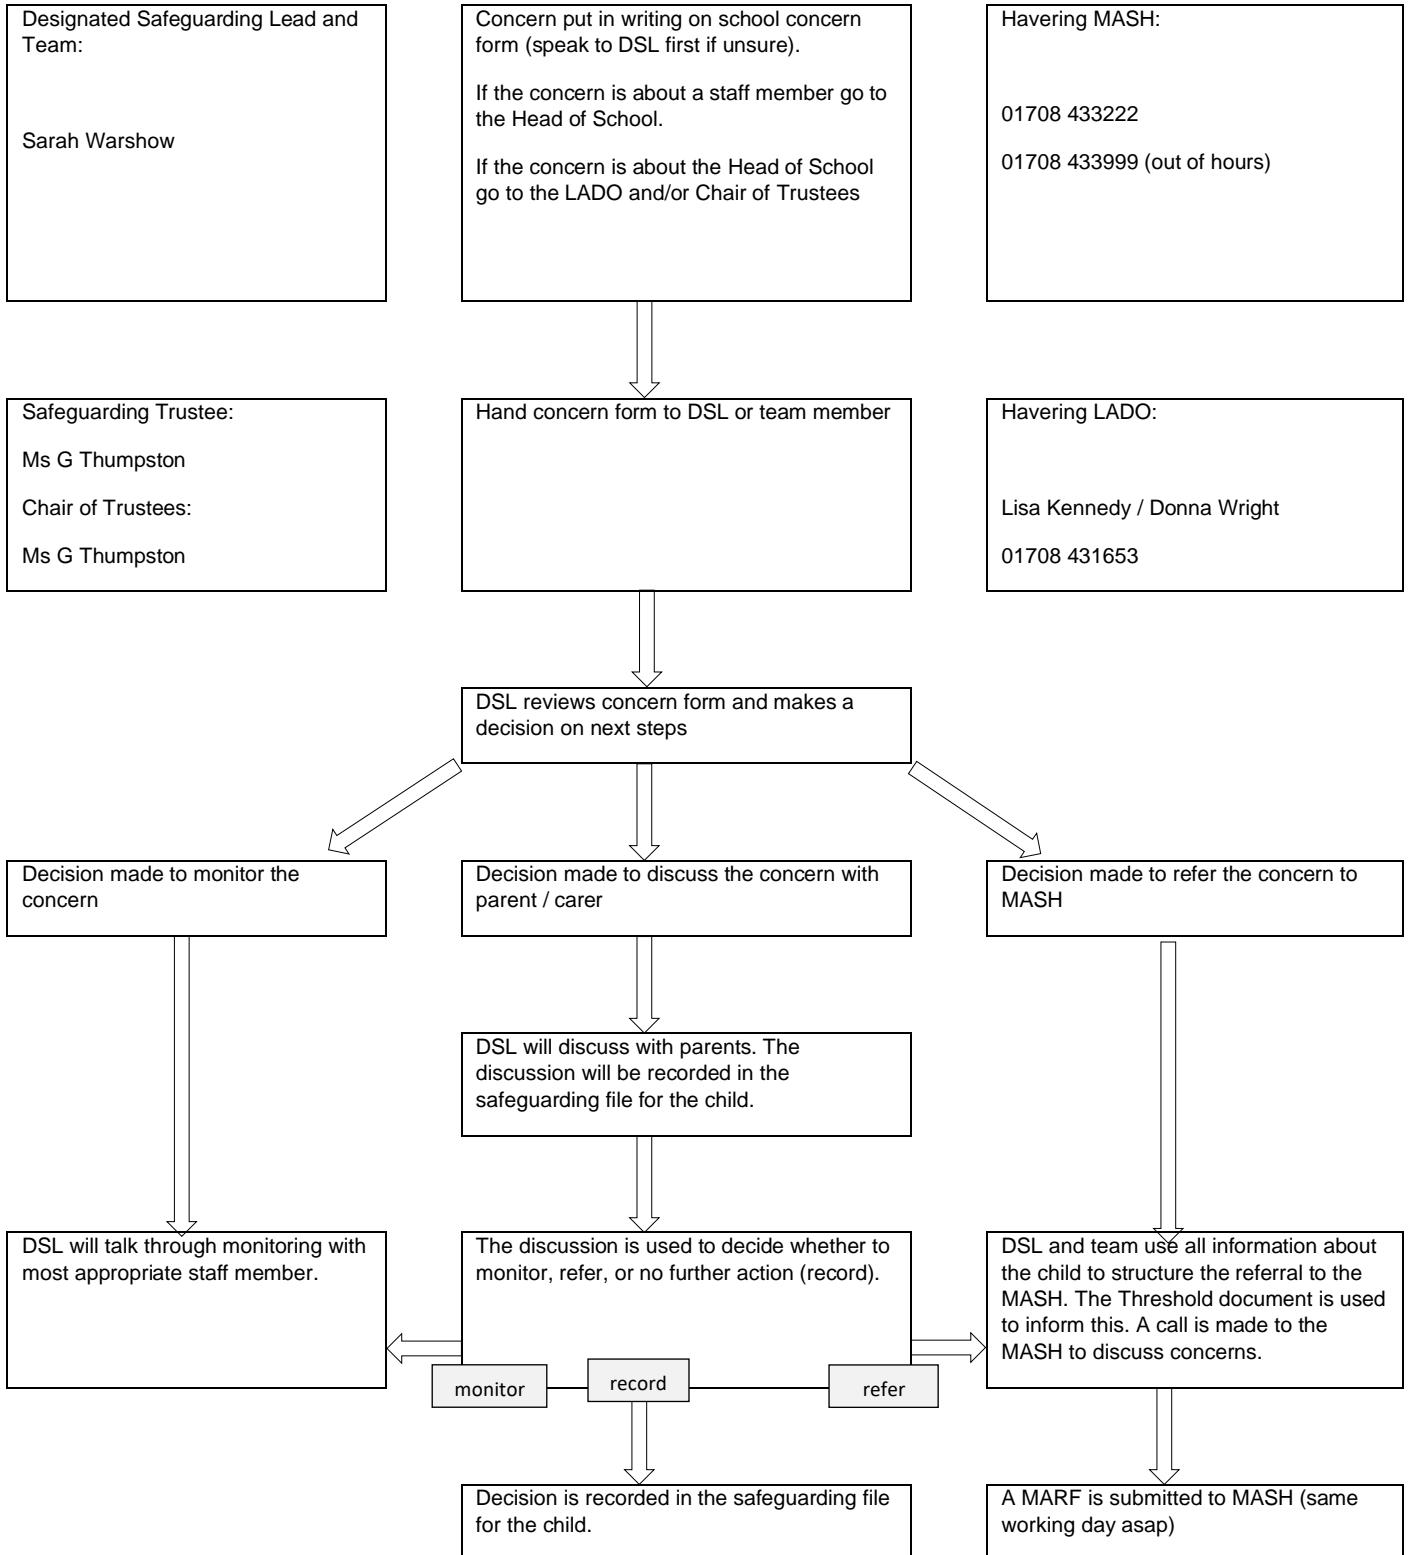 Designated Safeguarding Lead and
Team:
Sarah Warshow
Concern put in writing on school concern
form (speak to DSL first if unsure).
If the concern is about a staff member go to
the Head of School.
If the concern is about the Head of School
go to the LADO and/or Chair of Trustees
Havering MASH:
01708 433222
01708 433999 (out of hours)
Safeguarding Trustee:
Ms G Thumpston
Chair of Trustees:
Ms G Thumpston
Hand concern form to DSL or team member
Havering LADO:
Lisa Kennedy / Donna Wright
01708 431653
DSL reviews concern form and makes a
decision on next steps
Decision made to monitor the
concern
Decision made to discuss the concern with
parent / carer
Decision made to refer the concern to
MASH
DSL will discuss with parents. The
discussion will be recorded in the
safeguarding file for the child.
DSL will talk through monitoring with
most appropriate staff member.
The discussion is used to decide whether to
monitor, refer, or no further action (record).
DSL and team use all information about
the child to structure the referral to the
MASH. The Threshold document is used
to inform this. A call is made to the
MASH to discuss concerns.
monitor
record
refer
Decision is recorded in the safeguarding file
for the child.
A MARF is submitted to MASH (same
working day asap)